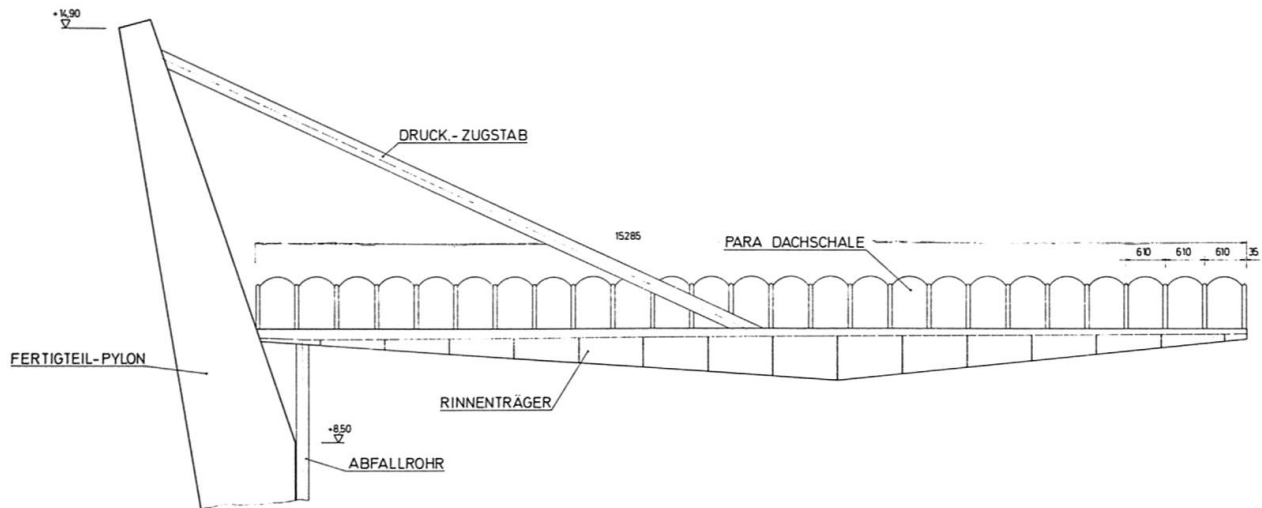 +14,90
DRUCK.- ZUGSTAB
15285
PARA DACHSCHALE
610 610 610 35
FERTIGTEIL-PYLON
RINNENTRÄGER
+8,50
ABFALLROHR